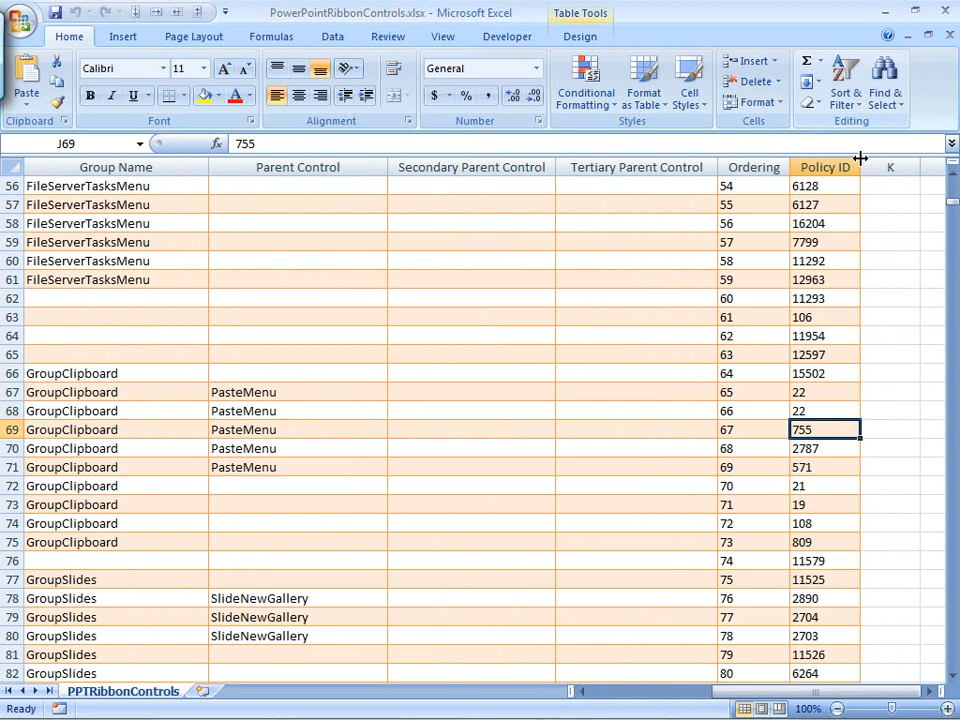 PowerPointRibbonControls.xlsx - Microsoft Excel
Table Tools
Home Insert Page Layout Formulas Data Review View Developer Design
Paste
Clipboard
Calibri 11
B I U A
Font
Alignment
General
$ % ,
Number
Conditional Formatting
Format as Table
Cell Styles
Styles
Insert
Delete
Format
Cells
Σ
Sort & Filter
Find & Select
Editing
J69 fx 755
Group Name Parent Control Secondary Parent Control Tertiary Parent Control Ordering Policy ID K
56 FileServerTasksMenu 54 6128
57 FileServerTasksMenu 55 6127
58 FileServerTasksMenu 56 16204
59 FileServerTasksMenu 57 7799
60 FileServerTasksMenu 58 11292
61 FileServerTasksMenu 59 12963
62 60 11293
63 61 106
64 62 11954
65 63 12597
66 GroupClipboard 64 15502
67 GroupClipboard PasteMenu 65 22
68 GroupClipboard PasteMenu 66 22
69 GroupClipboard PasteMenu 67 755
70 GroupClipboard PasteMenu 68 2787
71 GroupClipboard PasteMenu 69 571
72 GroupClipboard 70 21
73 GroupClipboard 71 19
74 GroupClipboard 72 108
75 GroupClipboard 73 809
76 74 11579
77 GroupSlides 75 11525
78 GroupSlides SlideNewGallery 76 2890
79 GroupSlides SlideNewGallery 77 2704
80 GroupSlides SlideNewGallery 78 2703
81 GroupSlides 79 11526
82 GroupSlides 80 6264
PPTRibbonControls
Ready 100%